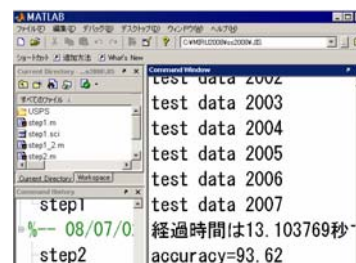 MATLAB
ファイル(F) 編集(E) デバッグ(B) デスクトップ(D) ウィンドウ(W) ヘルプ(H)
ショートカット 追加方法 What's New
Current Directory
Command Window
すべてのファイル
USPS
step1.m
step1.sci
step1_2.m
step2.m
Current Directory Workspace
Command History
step1
%-- 08/07/0
step2
test data 2002
test data 2003
test data 2004
test data 2005
test data 2006
test data 2007
経過時間は13.103769秒
accuracy=93.62